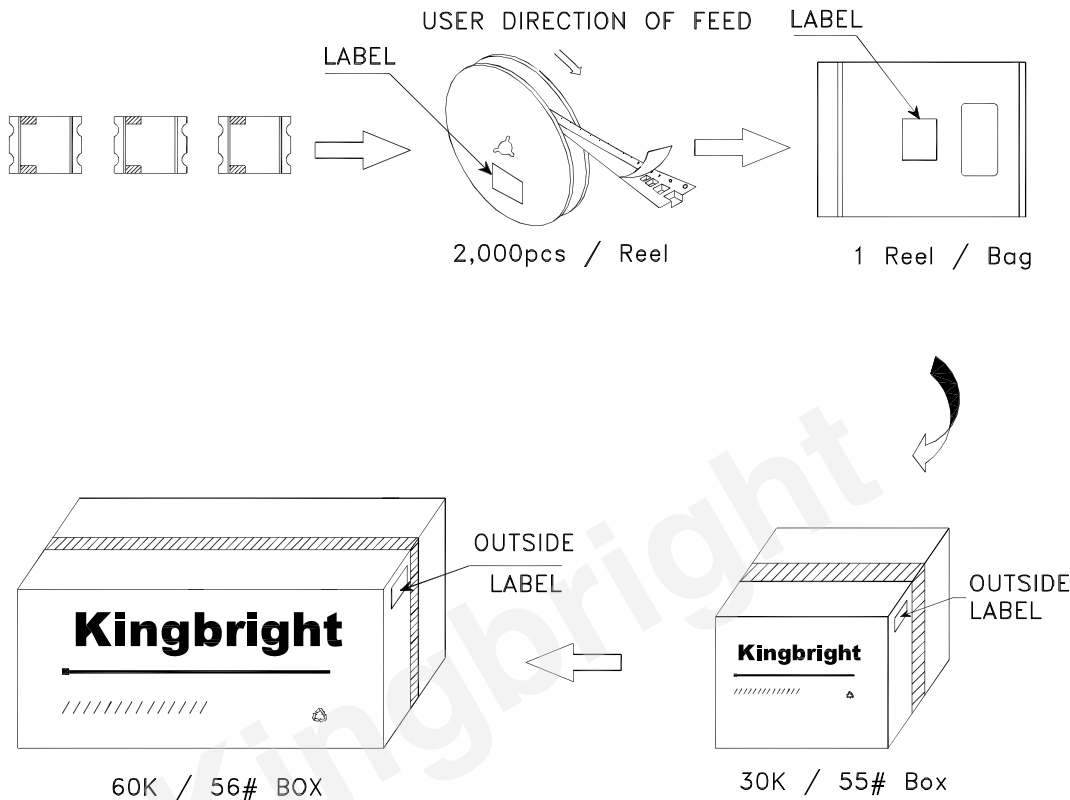 USER DIRECTION OF FEED
LABEL
LABEL
2,000pcs / Reel
1 Reel / Bag
OUTSIDE
LABEL
OUTSIDE
LABEL
Kingbright
Kingbright
60K / 56# BOX
30K / 55# Box
Kingbright